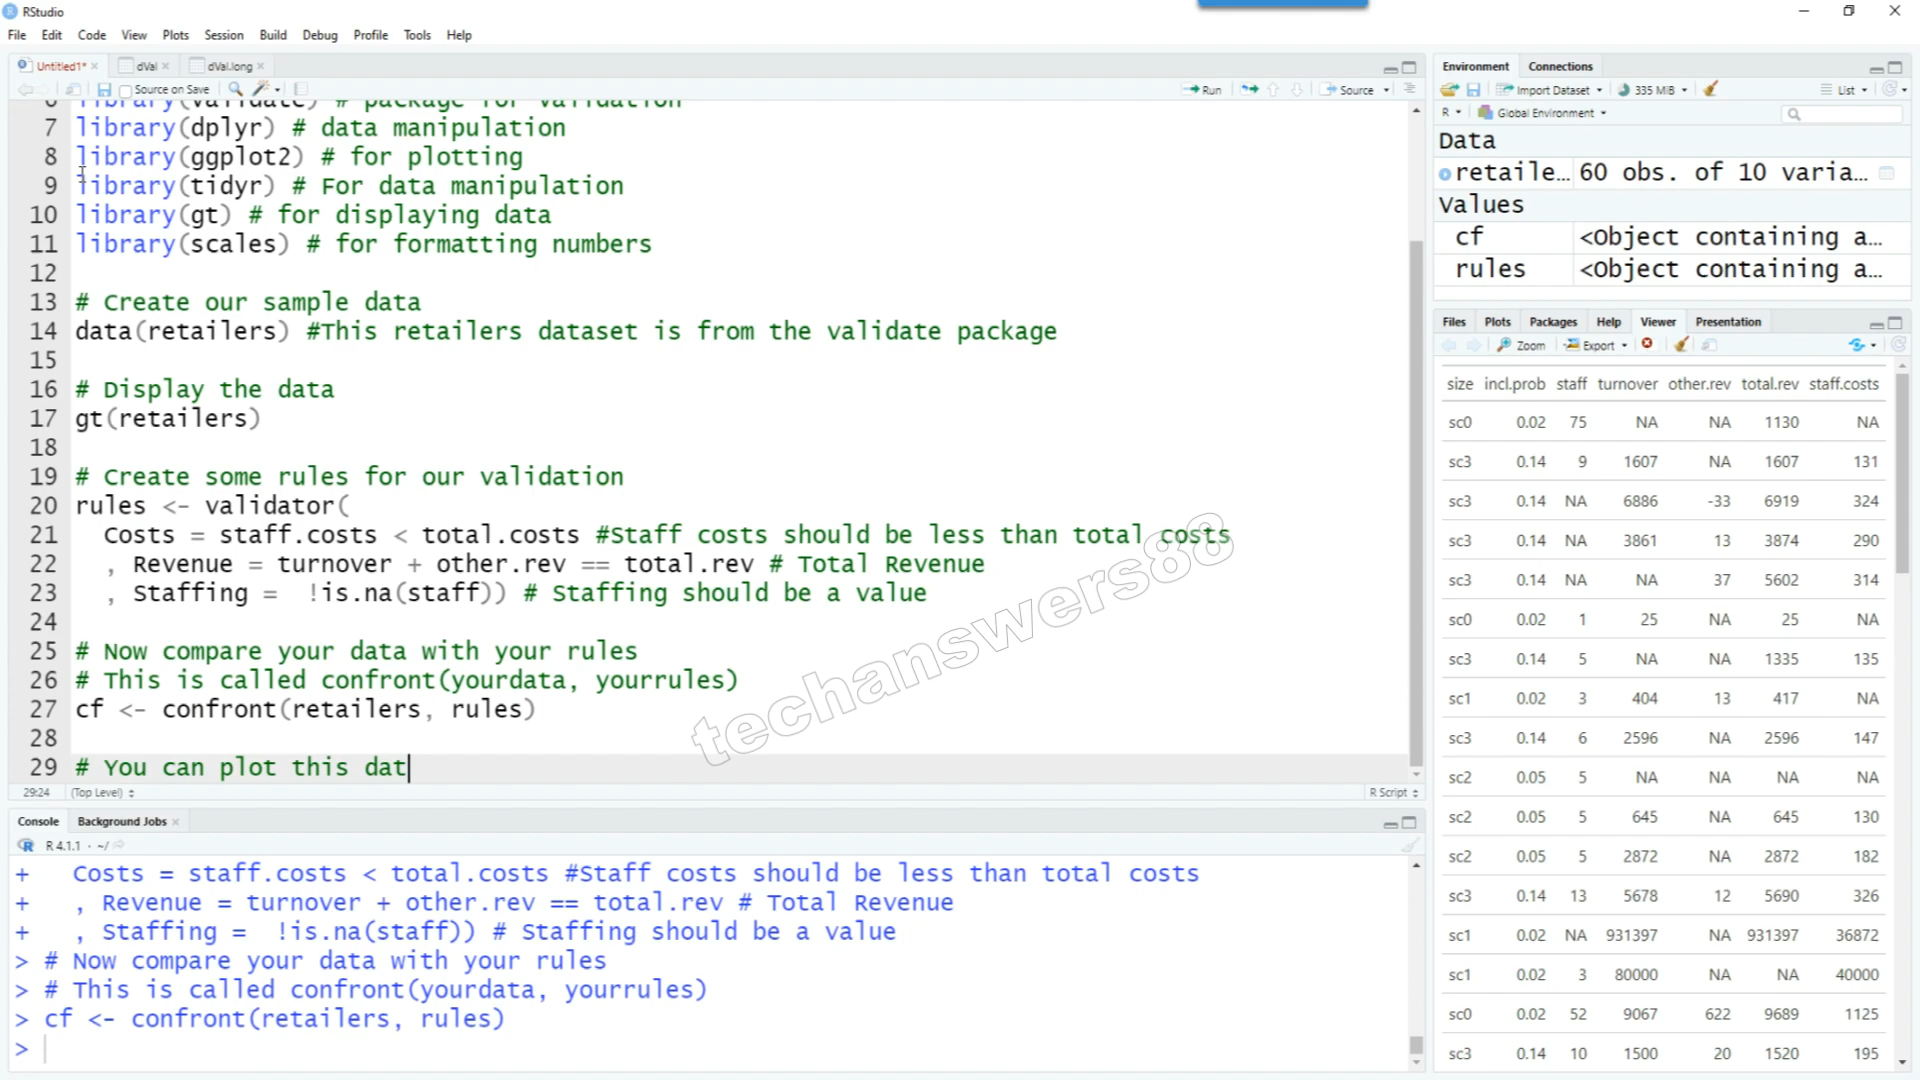 RStudio
File Edit Code View Plots Session Build Debug Profile Tools Help
Untitled1* dVal dVal.long
Source on Save Run Source
6 library(validate) # package for validation
7 library(dplyr) # data manipulation
8 library(ggplot2) # for plotting
9 library(tidyr) # For data manipulation
10 library(gt) # for displaying data
11 library(scales) # for formatting numbers
12
13 # Create our sample data
14 data(retailers) #This retailers dataset is from the validate package
15
16 # Display the data
17 gt(retailers)
18
19 # Create some rules for our validation
20 rules <- validator(
21 Costs = staff.costs < total.costs #Staff costs should be less than total costs
22 , Revenue = turnover + other.rev == total.rev # Total Revenue
23 , Staffing = !is.na(staff)) # Staffing should be a value
24
25 # Now compare your data with your rules
26 # This is called confront(yourdata, yourrules)
27 cf <- confront(retailers, rules)
28
29 # You can plot this dat
techanswers88
29:24 (Top Level) R Script
Console Background Jobs
R 4.1.1 · ~/
+ Costs = staff.costs < total.costs #Staff costs should be less than total costs
+ , Revenue = turnover + other.rev == total.rev # Total Revenue
+ , Staffing = !is.na(staff)) # Staffing should be a value
> # Now compare your data with your rules
> # This is called confront(yourdata, yourrules)
> cf <- confront(retailers, rules)
>
Environment Connections
Import Dataset 335 MiB List
R Global Environment
Data
retaile… 60 obs. of 10 varia…
Values
cf <Object containing a…
rules <Object containing a…
Files Plots Packages Help Viewer Presentation
Zoom Export
size incl.prob staff turnover other.rev total.rev staff.costs
sc0 0.02 75 NA NA 1130 NA
sc3 0.14 9 1607 NA 1607 131
sc3 0.14 NA 6886 -33 6919 324
sc3 0.14 NA 3861 13 3874 290
sc3 0.14 NA NA 37 5602 314
sc0 0.02 1 25 NA 25 NA
sc3 0.14 5 NA NA 1335 135
sc1 0.02 3 404 13 417 NA
sc3 0.14 6 2596 NA 2596 147
sc2 0.05 5 NA NA NA NA
sc2 0.05 5 645 NA 645 130
sc2 0.05 5 2872 NA 2872 182
sc3 0.14 13 5678 12 5690 326
sc1 0.02 NA 931397 NA 931397 36872
sc1 0.02 3 80000 NA NA 40000
sc0 0.02 52 9067 622 9689 1125
sc3 0.14 10 1500 20 1520 195